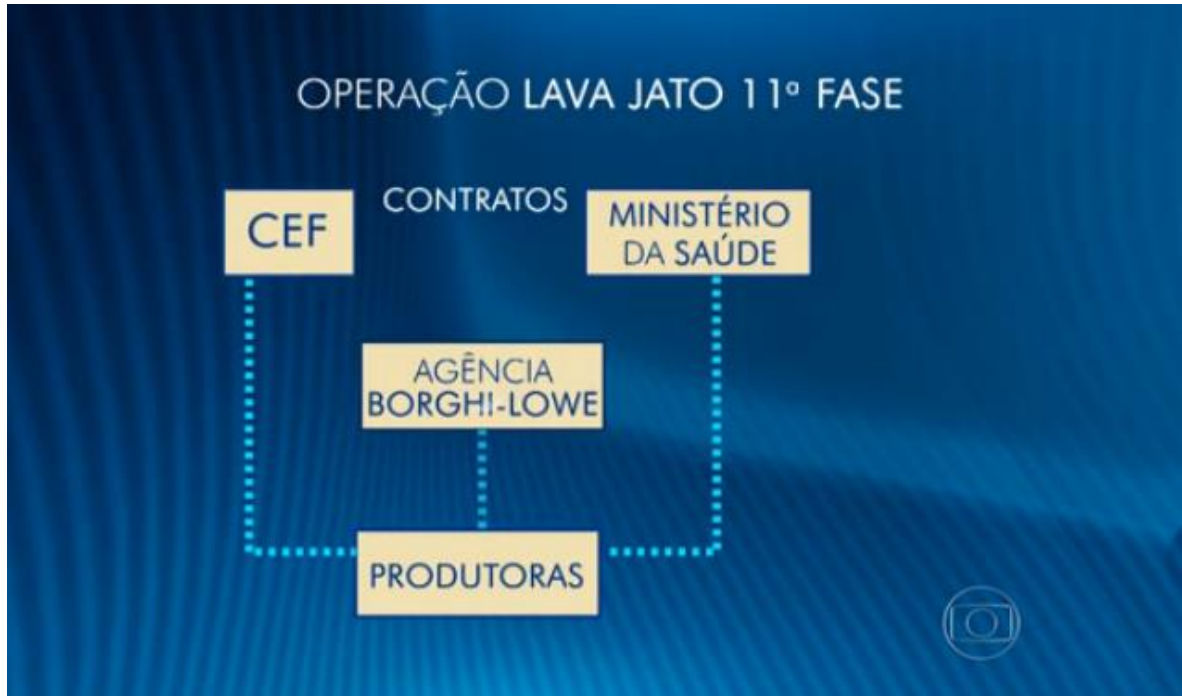 OPERAÇÃO LAVA JATO 11ª FASE
CEF
CONTRATOS
MINISTÉRIO
DA SAÚDE
AGÊNCIA
BORGHI-LOWE
PRODUTORAS